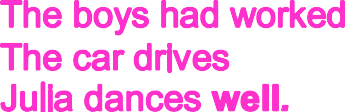 The boys had worked
The car drives
Julia dances well.